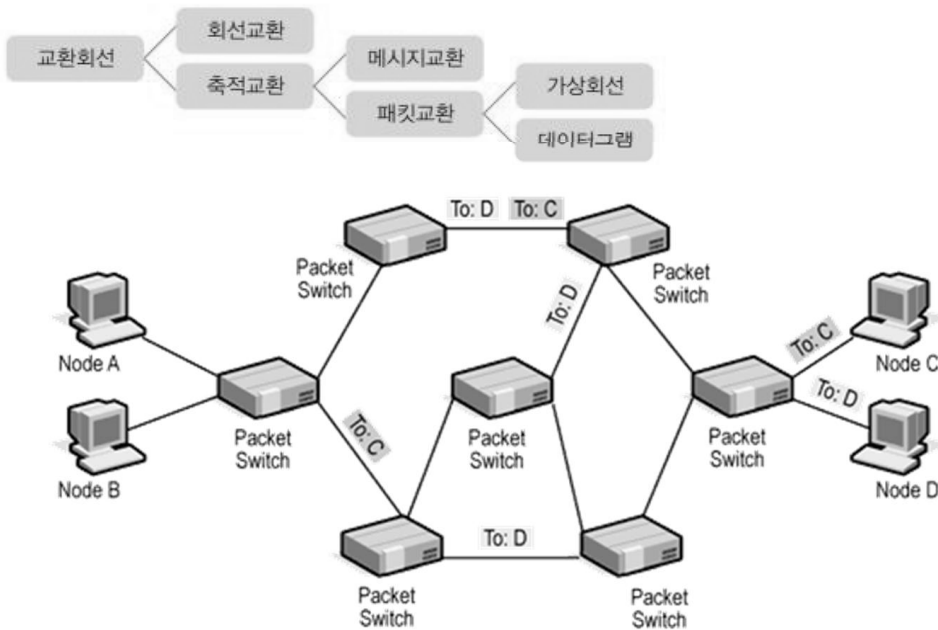 교환회선
회선교환
축적교환
메시지교환
패킷교환
가상회선
데이터그램
To: D
To: C
Packet
Switch
Packet
Switch
To: D
Node A
Node B
Packet
Switch
To: C
Packet
Switch
Packet
Switch
To: C
To: D
Node C
Node D
To: D
Packet
Switch
Packet
Switch